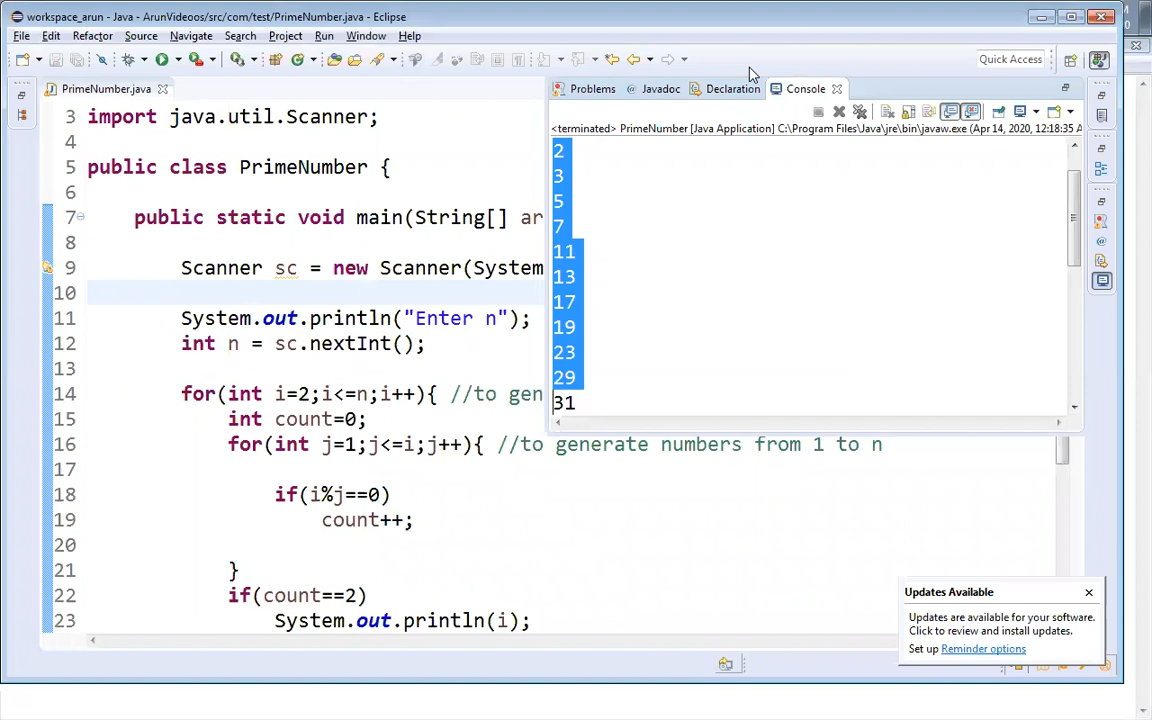 workspace_arun - Java - ArunVideoos/src/com/test/PrimeNumber.java - Eclipse
File Edit Refactor Source Navigate Search Project Run Window Help
Quick Access
PrimeNumber.java
Problems @ Javadoc Declaration Console
<terminated> PrimeNumber [Java Application] C:\Program Files\Java\jre\bin\javaw.exe (Apr 14, 2020, 12:18:35 A
2
3
5
7
11
13
17
19
23
29
31
3 import java.util.Scanner;
4
5 public class PrimeNumber {
6
7 public static void main(String[] ar
8
9 Scanner sc = new Scanner(System
10
11 System.out.println("Enter n");
12 int n = sc.nextInt();
13
14 for(int i=2;i<=n;i++){ //to gen
15 int count=0;
16 for(int j=1;j<=i;j++){ //to generate numbers from 1 to n
17
18 if(i%j==0)
19 count++;
20
21 }
22 if(count==2)
23 System.out.println(i);
Updates Available
Updates are available for your software.
Click to review and install updates.
Set up Reminder options